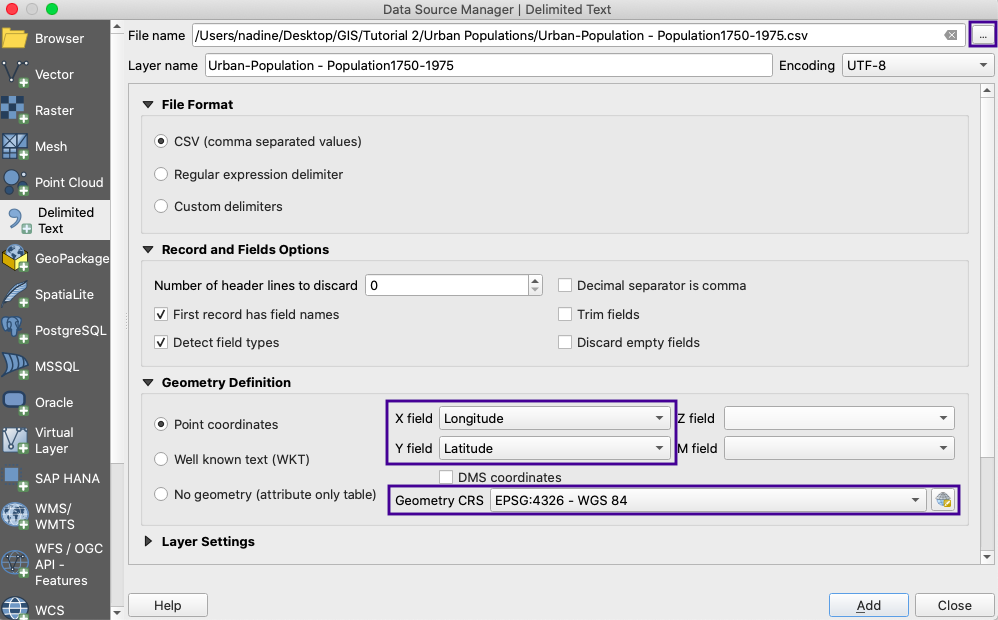 Data Source Manager | Delimited Text
Browser
Vector
Raster
Mesh
Point Cloud
Delimited
Text
GeoPackage
SpatiaLite
PostgreSQL
MSSQL
Oracle
Virtual
Layer
SAP HANA
WMS/
WMTS
WFS / OGC
API -
Features
WCS
File name /Users/nadine/Desktop/GIS/Tutorial 2/Urban Populations/Urban-Population - Population1750-1975.csv ...
Layer name Urban-Population - Population1750-1975 Encoding UTF-8
File Format
CSV (comma separated values)
Regular expression delimiter
Custom delimiters
Record and Fields Options
Number of header lines to discard 0 Decimal separator is comma
First record has field names Trim fields
Detect field types Discard empty fields
Geometry Definition
Point coordinates X field Longitude Z field
Y field Latitude M field
Well known text (WKT)
DMS coordinates
No geometry (attribute only table) Geometry CRS EPSG:4326 - WGS 84
Layer Settings
Help Add Close